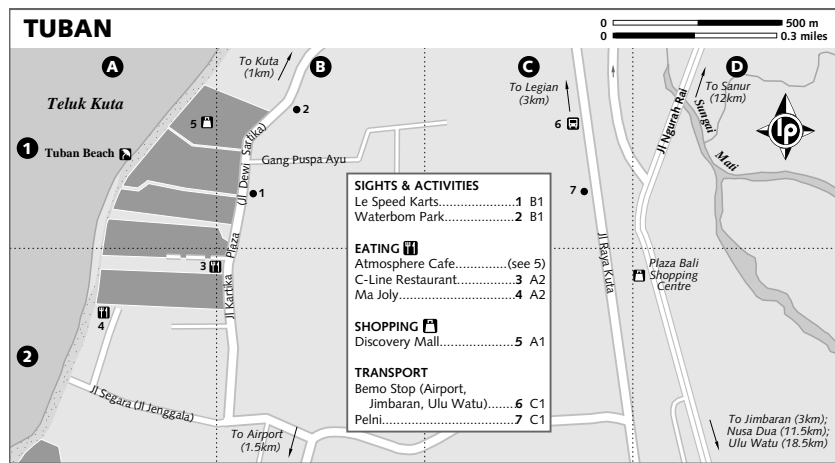 TUBAN
0 500 m
0 0.3 miles
A
B
C
D
1
2
To Kuta
(1km)
Teluk Kuta
Tuban Beach
5
2
Jl Kartika Plaza (Jl Dewi Sartika)
Gang Puspa Ayu
1
3
4
Jl Segara (Jl Jenggala)
To Airport
(1.5km)
To Legian
(3km)
6
7
Jl Raya Kuta
Jl Ngurah Rai
To Sanur
(12km)
Sungai Mati
lp
Plaza Bali
Shopping
Centre
To Jimbaran (3km);
Nusa Dua (11.5km);
Ulu Watu (18.5km)
SIGHTS & ACTIVITIES
Le Speed Karts......................1 B1
Waterbom Park....................2 B1
EATING
Atmosphere Cafe.............(see 5)
C-Line Restaurant................3 A2
Ma Joly................................4 A2
SHOPPING
Discovery Mall.....................5 A1
TRANSPORT
Bemo Stop (Airport,
Jimbaran, Ulu Watu).......6 C1
Pelni....................................7 C1